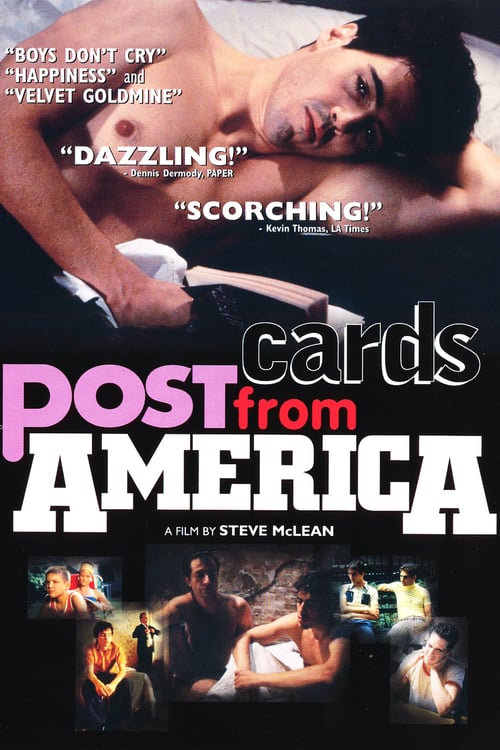 “BOYS DON’T CRY”
“HAPPINESS” and
“VELVET GOLDMINE”
“DAZZLING!”
- Dennis Dermody, PAPER
“SCORCHING!”
- Kevin Thomas, LA Times
cards
POST from
AMERICA
A FILM BY STEVE McLEAN